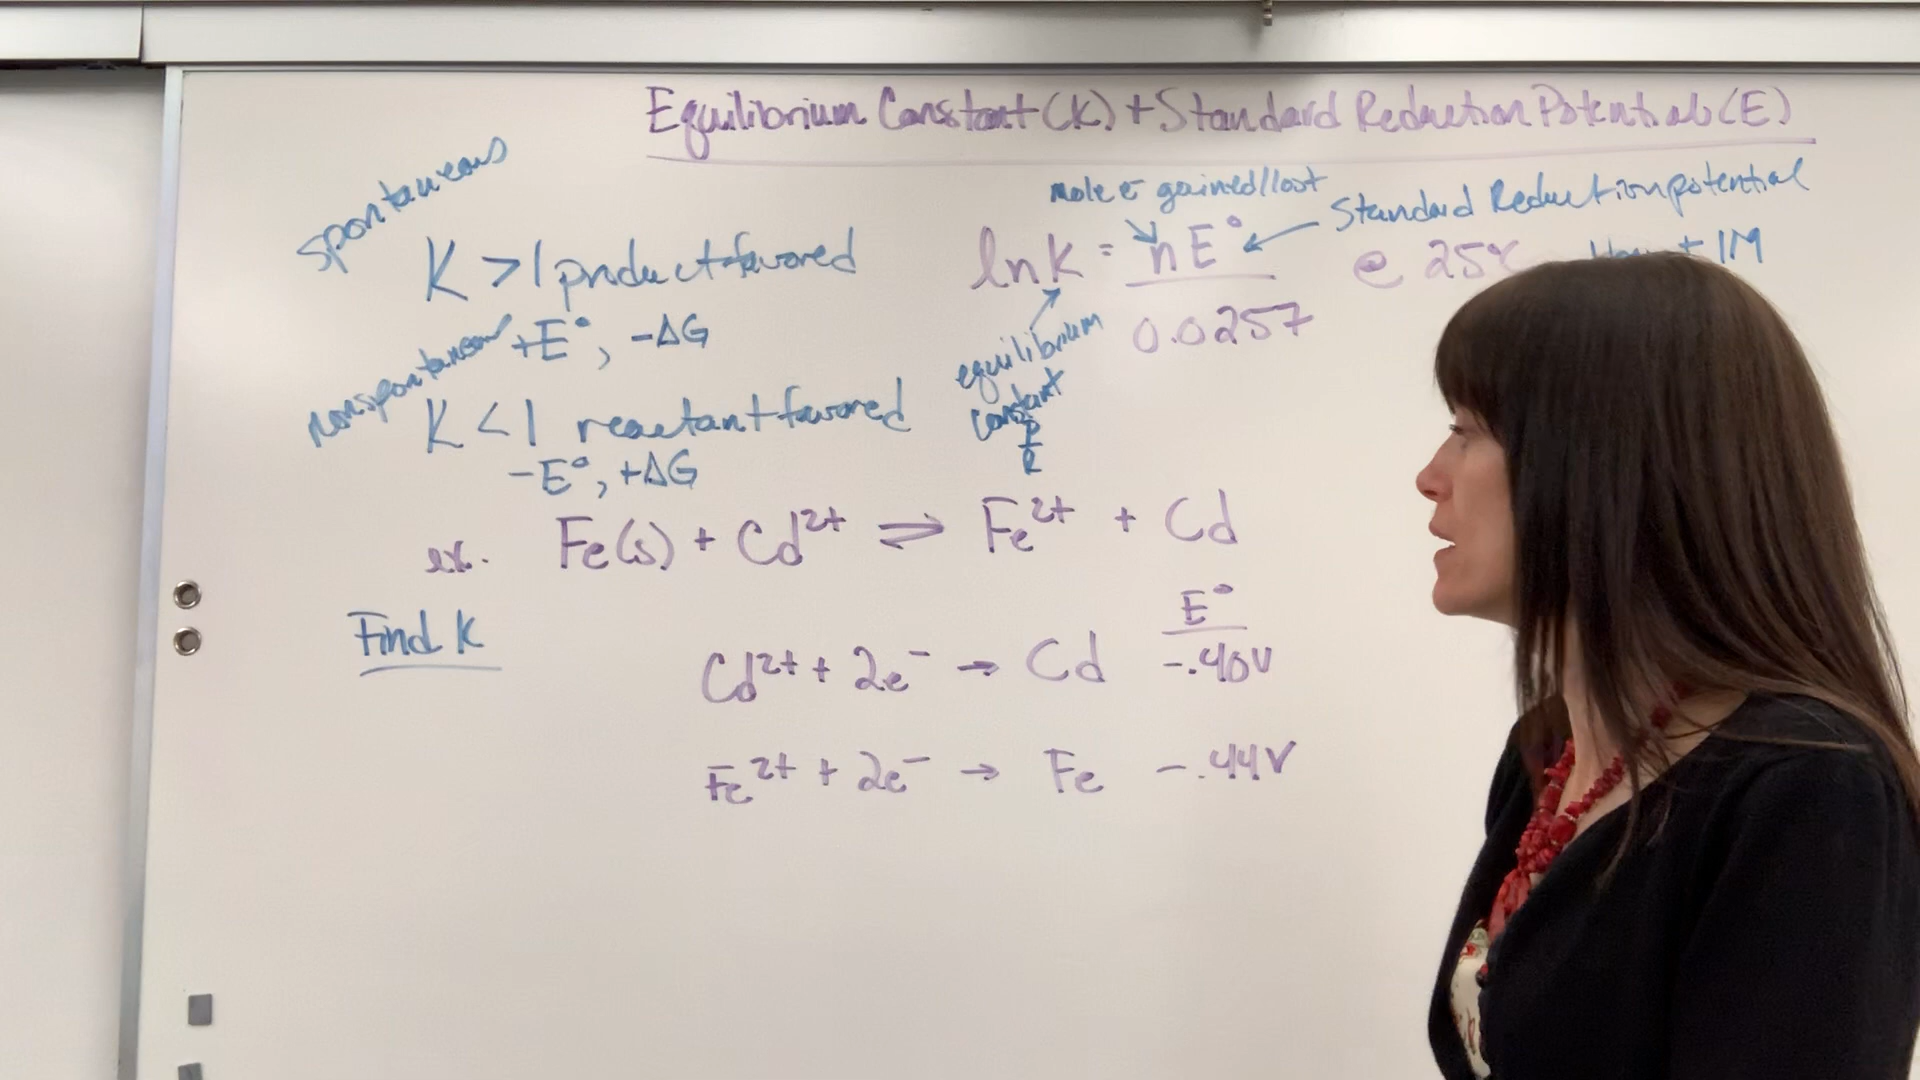 Equilibrium Constant (K) + Standard Reduction Potentials (E)
spontaneous
K >1 product favored
+E°, -ΔG
nonspontaneous
K < 1 reactant favored
-E°, +ΔG
mole e⁻ gained/lost
Standard Reduction potential
ln K = nE° / 0.0257
@ 25°C
1M
equilibrium
constant
P/R
ex. Fe(s) + Cd²⁺ ⇌ Fe²⁺ + Cd
Find K
E°
Cd²⁺ + 2e⁻ → Cd -.40V
Fe²⁺ + 2e⁻ → Fe -.44V